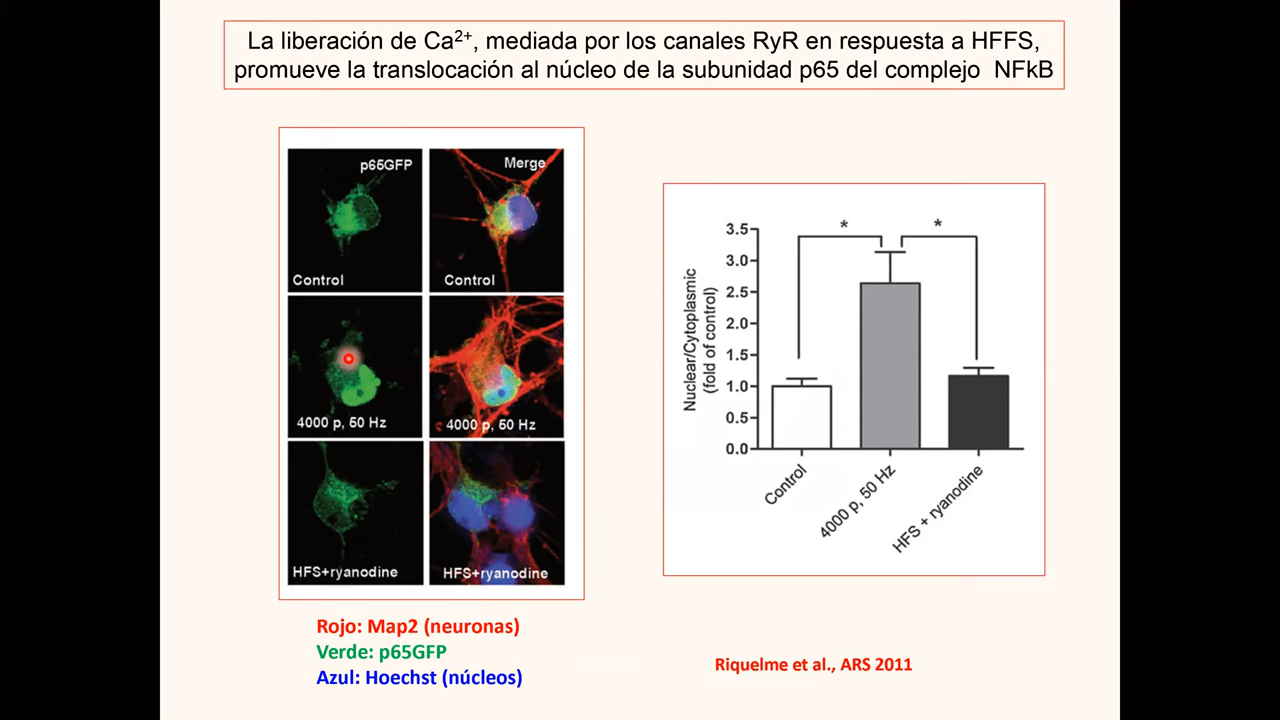 La liberación de Ca2+, mediada por los canales RyR en respuesta a HFFS,
promueve la translocación al núcleo de la subunidad p65 del complejo NFkB
p65GFP
Merge
Control
Control
4000 p, 50 Hz
4000 p, 50 Hz
HFS+ryanodine
HFS+ryanodine
Rojo: Map2 (neuronas)
Verde: p65GFP
Azul: Hoechst (núcleos)
Nuclear/Cytoplasmic
(fold of control)
3.5
3.0
2.5
2.0
1.5
1.0
0.5
0.0
*
*
Control
4000 p, 50 Hz
HFS + ryanodine
Riquelme et al., ARS 2011